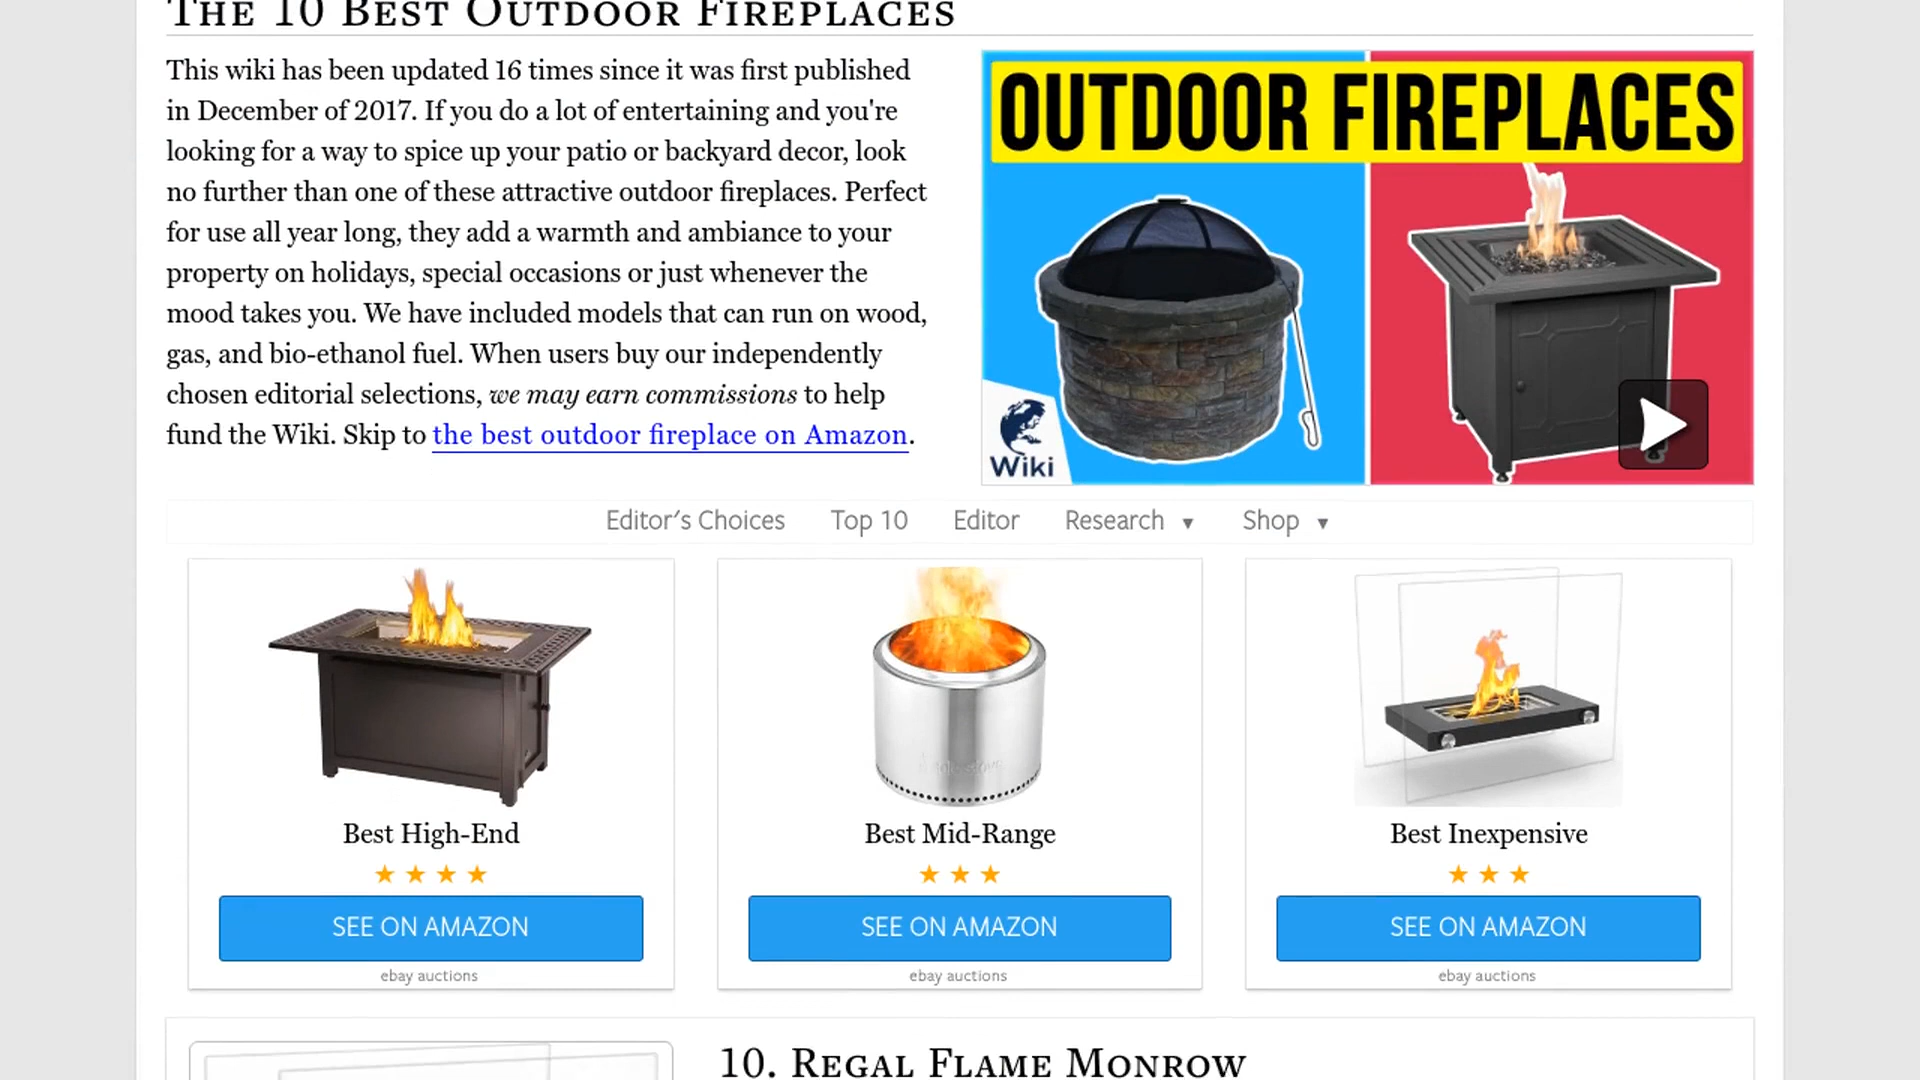 The 10 Best Outdoor Fireplaces
This wiki has been updated 16 times since it was first published
in December of 2017. If you do a lot of entertaining and you're
looking for a way to spice up your patio or backyard decor, look
no further than one of these attractive outdoor fireplaces. Perfect
for use all year long, they add a warmth and ambiance to your
property on holidays, special occasions or just whenever the
mood takes you. We have included models that can run on wood,
gas, and bio-ethanol fuel. When users buy our independently
chosen editorial selections, we may earn commissions to help
fund the Wiki. Skip to the best outdoor fireplace on Amazon.
OUTDOOR FIREPLACES
Wiki
Editor's Choices Top 10 Editor Research ▼ Shop ▼
Best High-End
★ ★ ★ ★
SEE ON AMAZON
ebay auctions
Best Mid-Range
★ ★ ★
SEE ON AMAZON
ebay auctions
Best Inexpensive
★ ★ ★
SEE ON AMAZON
ebay auctions
10. Regal Flame Monrow